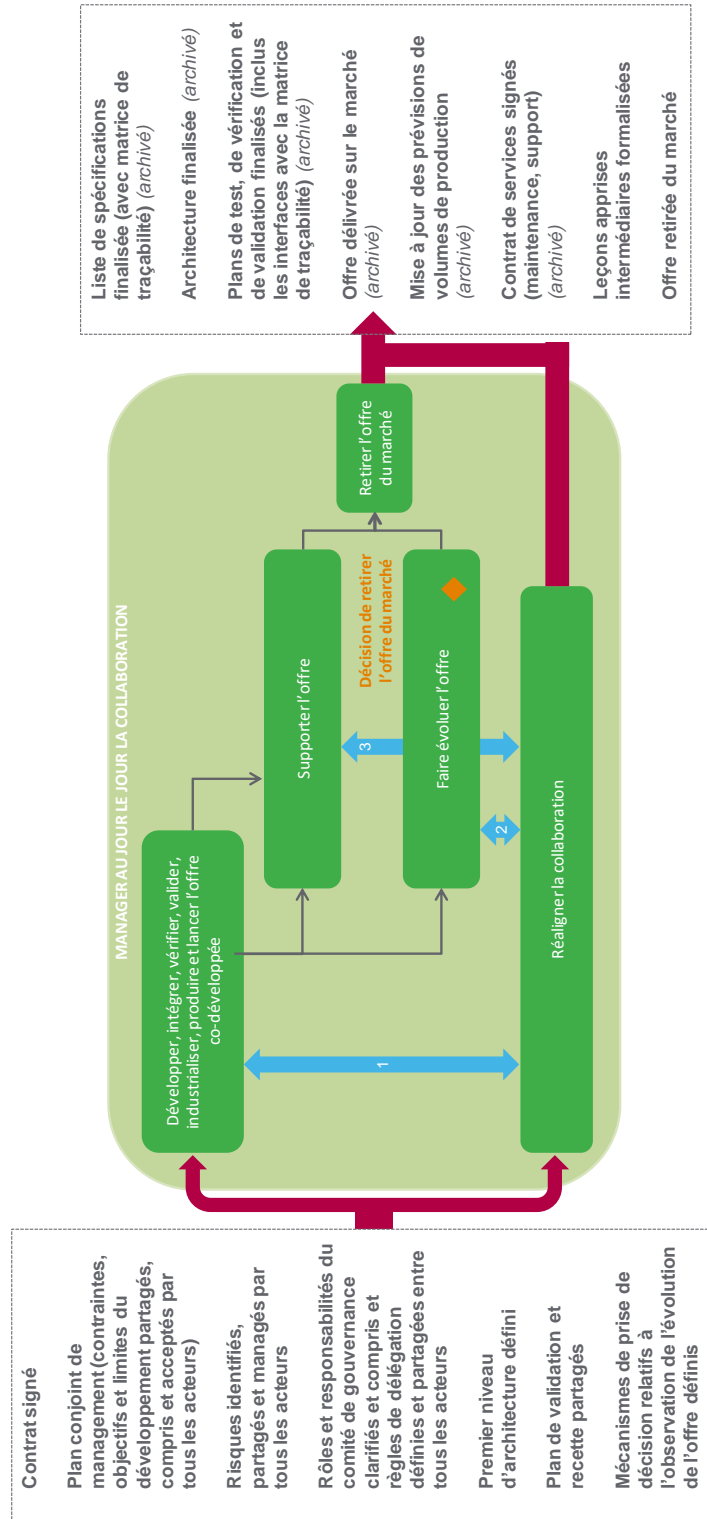 Contrat signé
Plan conjoint de
management (contraintes,
objectifs et limites du
développement partagés,
compris et acceptés par
tous les acteurs)
Risques identifiés,
partagés et managés par
tous les acteurs
Rôles et responsabilités du
comité de gouvernance
clarifiés et compris et
règles de délégation
définies et partagées entre
tous les acteurs
Premier niveau
d’architecture défini
Plan de validation et
recette partagés
Mécanismes de prise de
décision relatifs à
l’observation de l’évolution
de l’offre définis
MANAGER AU JOUR LE JOUR LA COLLABORATION
Développer, intégrer, vérifier, valider,
industrialiser, produire et lancer l’offre
co-développée
1
Supporter l’offre
3
Décision de retirer
l’offre du marché
Faire évoluer l’offre
2
Réaligner la collaboration
Retirer l’offre
du marché
Liste de spécifications
finalisée (avec matrice de
traçabilité) (archivé)
Architecture finalisée (archivé)
Plans de test, de vérification et
de validation finalisés (inclus
les interfaces avec la matrice
de traçabilité) (archivé)
Offre délivrée sur le marché
(archivé)
Mise à jour des prévisions de
volumes de production
(archivé)
Contrat de services signés
(maintenance, support)
(archivé)
Leçons apprises
intermédiaires formalisées
Offre retirée du marché